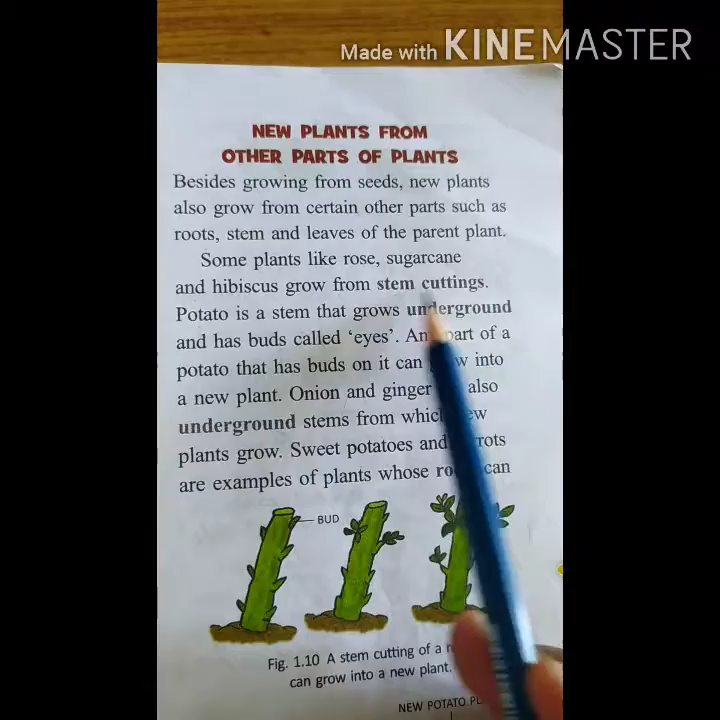 Made with KINEMASTER
NEW PLANTS FROM
OTHER PARTS OF PLANTS
Besides growing from seeds, new plants
also grow from certain other parts such as
roots, stem and leaves of the parent plant.
Some plants like rose, sugarcane
and hibiscus grow from stem cuttings.
Potato is a stem that grows underground
and has buds called ‘eyes’. part of a
potato that has buds on it can into
a new plant. Onion and ginger also
underground stems from which
plants grow. Sweet potatoes and
are examples of plants whose can
BUD
Fig. 1.10 A stem cutting of a
can grow into a new plant.
NEW POTATO